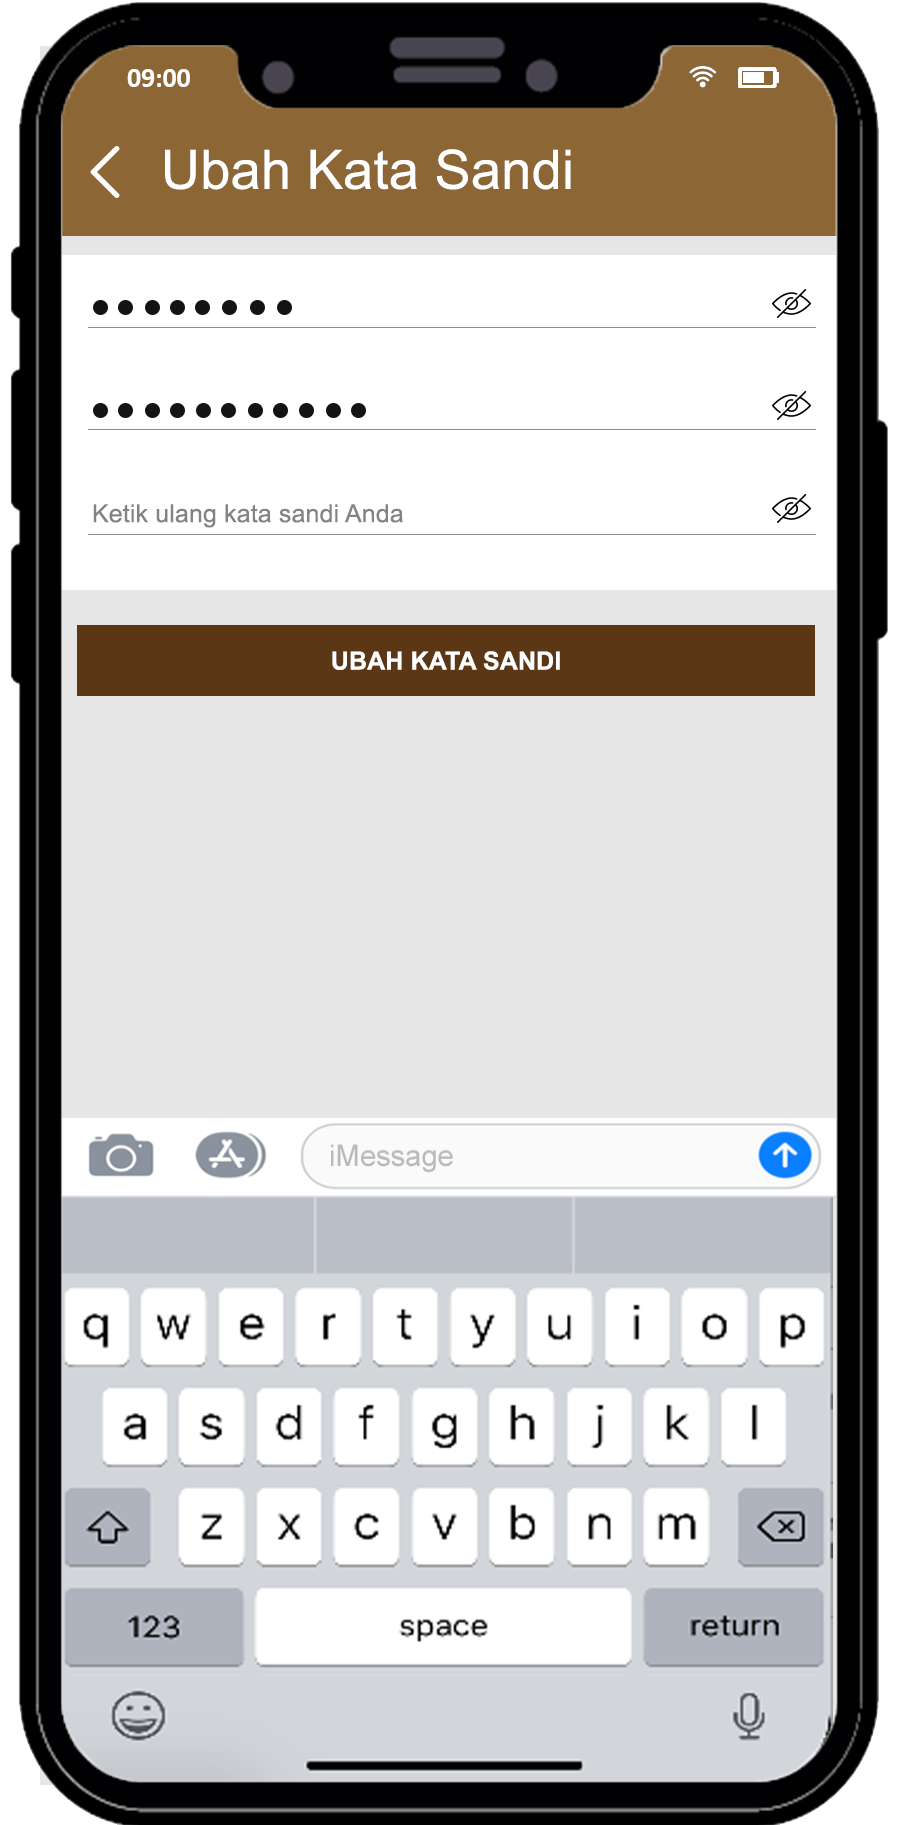 09:00
Ubah Kata Sandi
Ketik ulang kata sandi Anda
UBAH KATA SANDI
iMessage
q w e r t y u i o p
a s d f g h j k l
z x c v b n m
123 space return